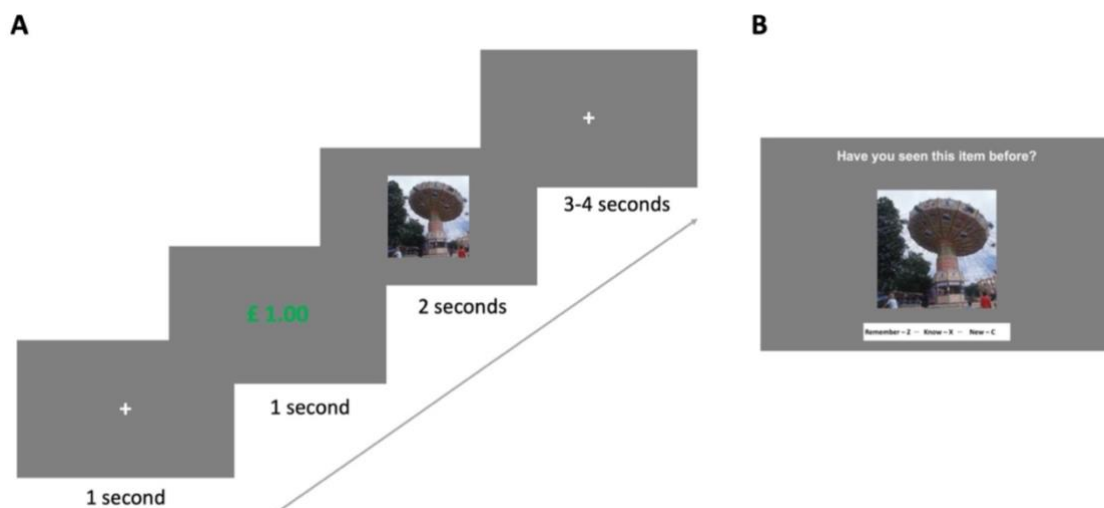 A
B
Have you seen this item before?
3-4 seconds
2 seconds
£ 1.00
Remember – Z -- Know – X -- New – C
1 second
1 second